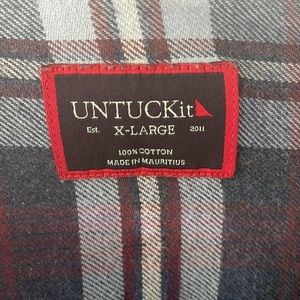 UNTUCKit
Est. X-LARGE 2011
100% COTTON
MADE IN MAURITIUS